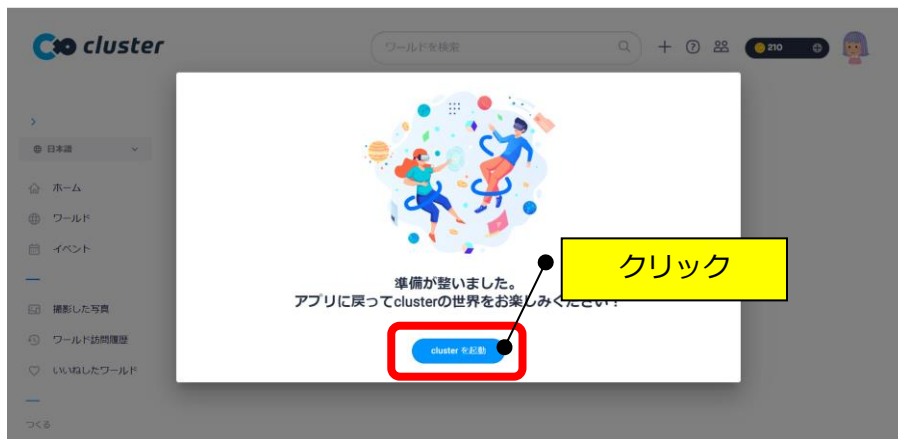 cluster
ワールドを検索
210
日本語
ホーム
ワールド
イベント
撮影した写真
ワールド訪問履歴
いいねしたワールド
つくる
準備が整いました。
アプリに戻ってclusterの世界をお楽しみください！
cluster を起動
クリック